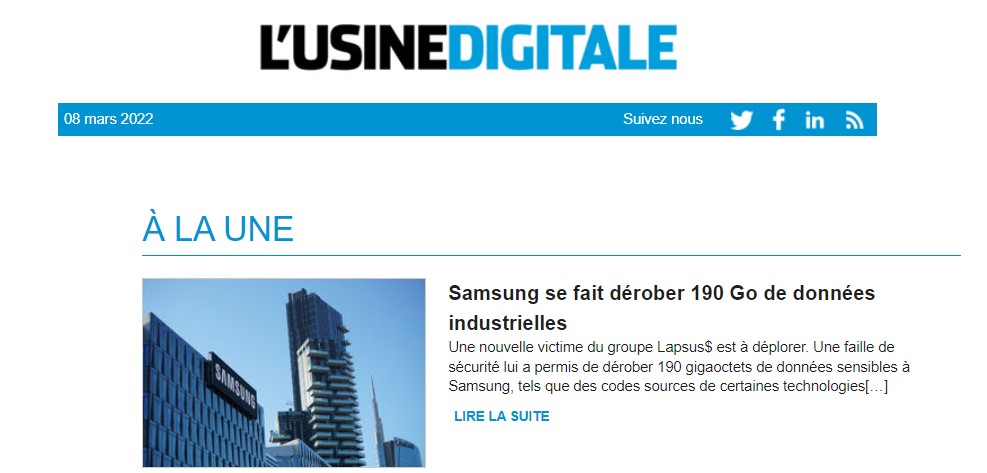 L'USINEDIGITALE
08 mars 2022
Suivez nous
À LA UNE
SAMSUNG
Samsung se fait dérober 190 Go de données
industrielles
Une nouvelle victime du groupe Lapsus$ est à déplorer. Une faille de
sécurité lui a permis de dérober 190 gigaoctets de données sensibles à
Samsung, tels que des codes sources de certaines technologies[…]
LIRE LA SUITE